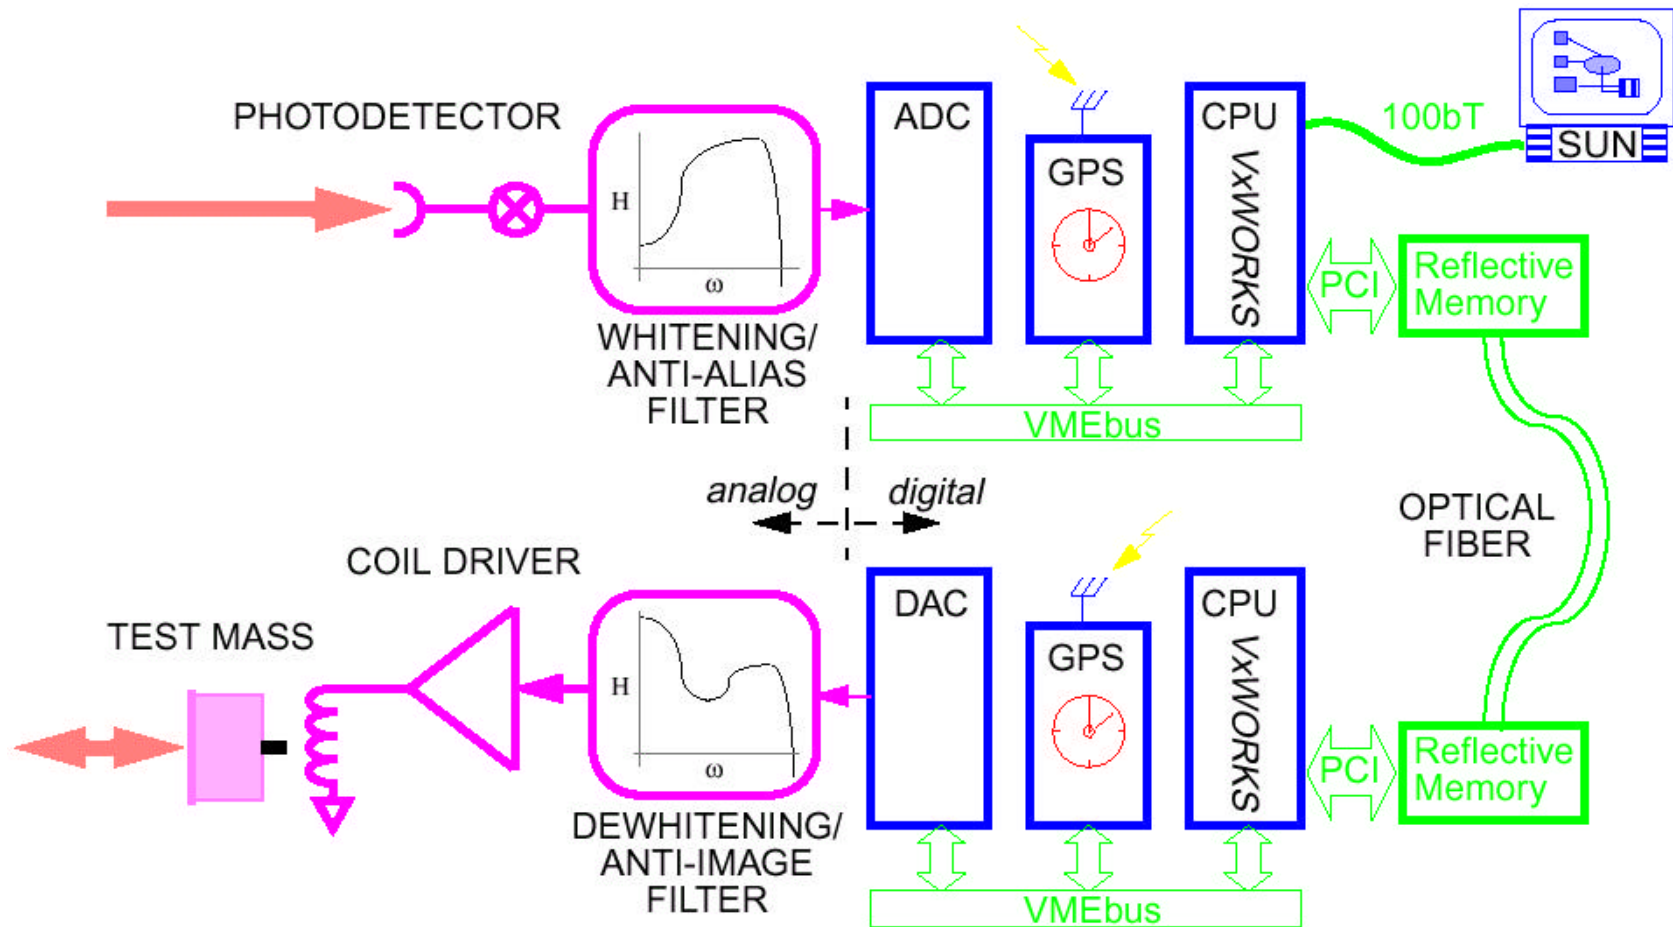 PHOTODETECTOR
H
ω
WHITENING/
ANTI-ALIAS
FILTER
ADC
GPS
CPU
VxWORKS
VMEbus
100bT
SUN
PCI
Reflective
Memory
OPTICAL
FIBER
analog
digital
COIL DRIVER
TEST MASS
H
ω
DEWHITENING/
ANTI-IMAGE
FILTER
DAC
GPS
CPU
VxWORKS
VMEbus
PCI
Reflective
Memory